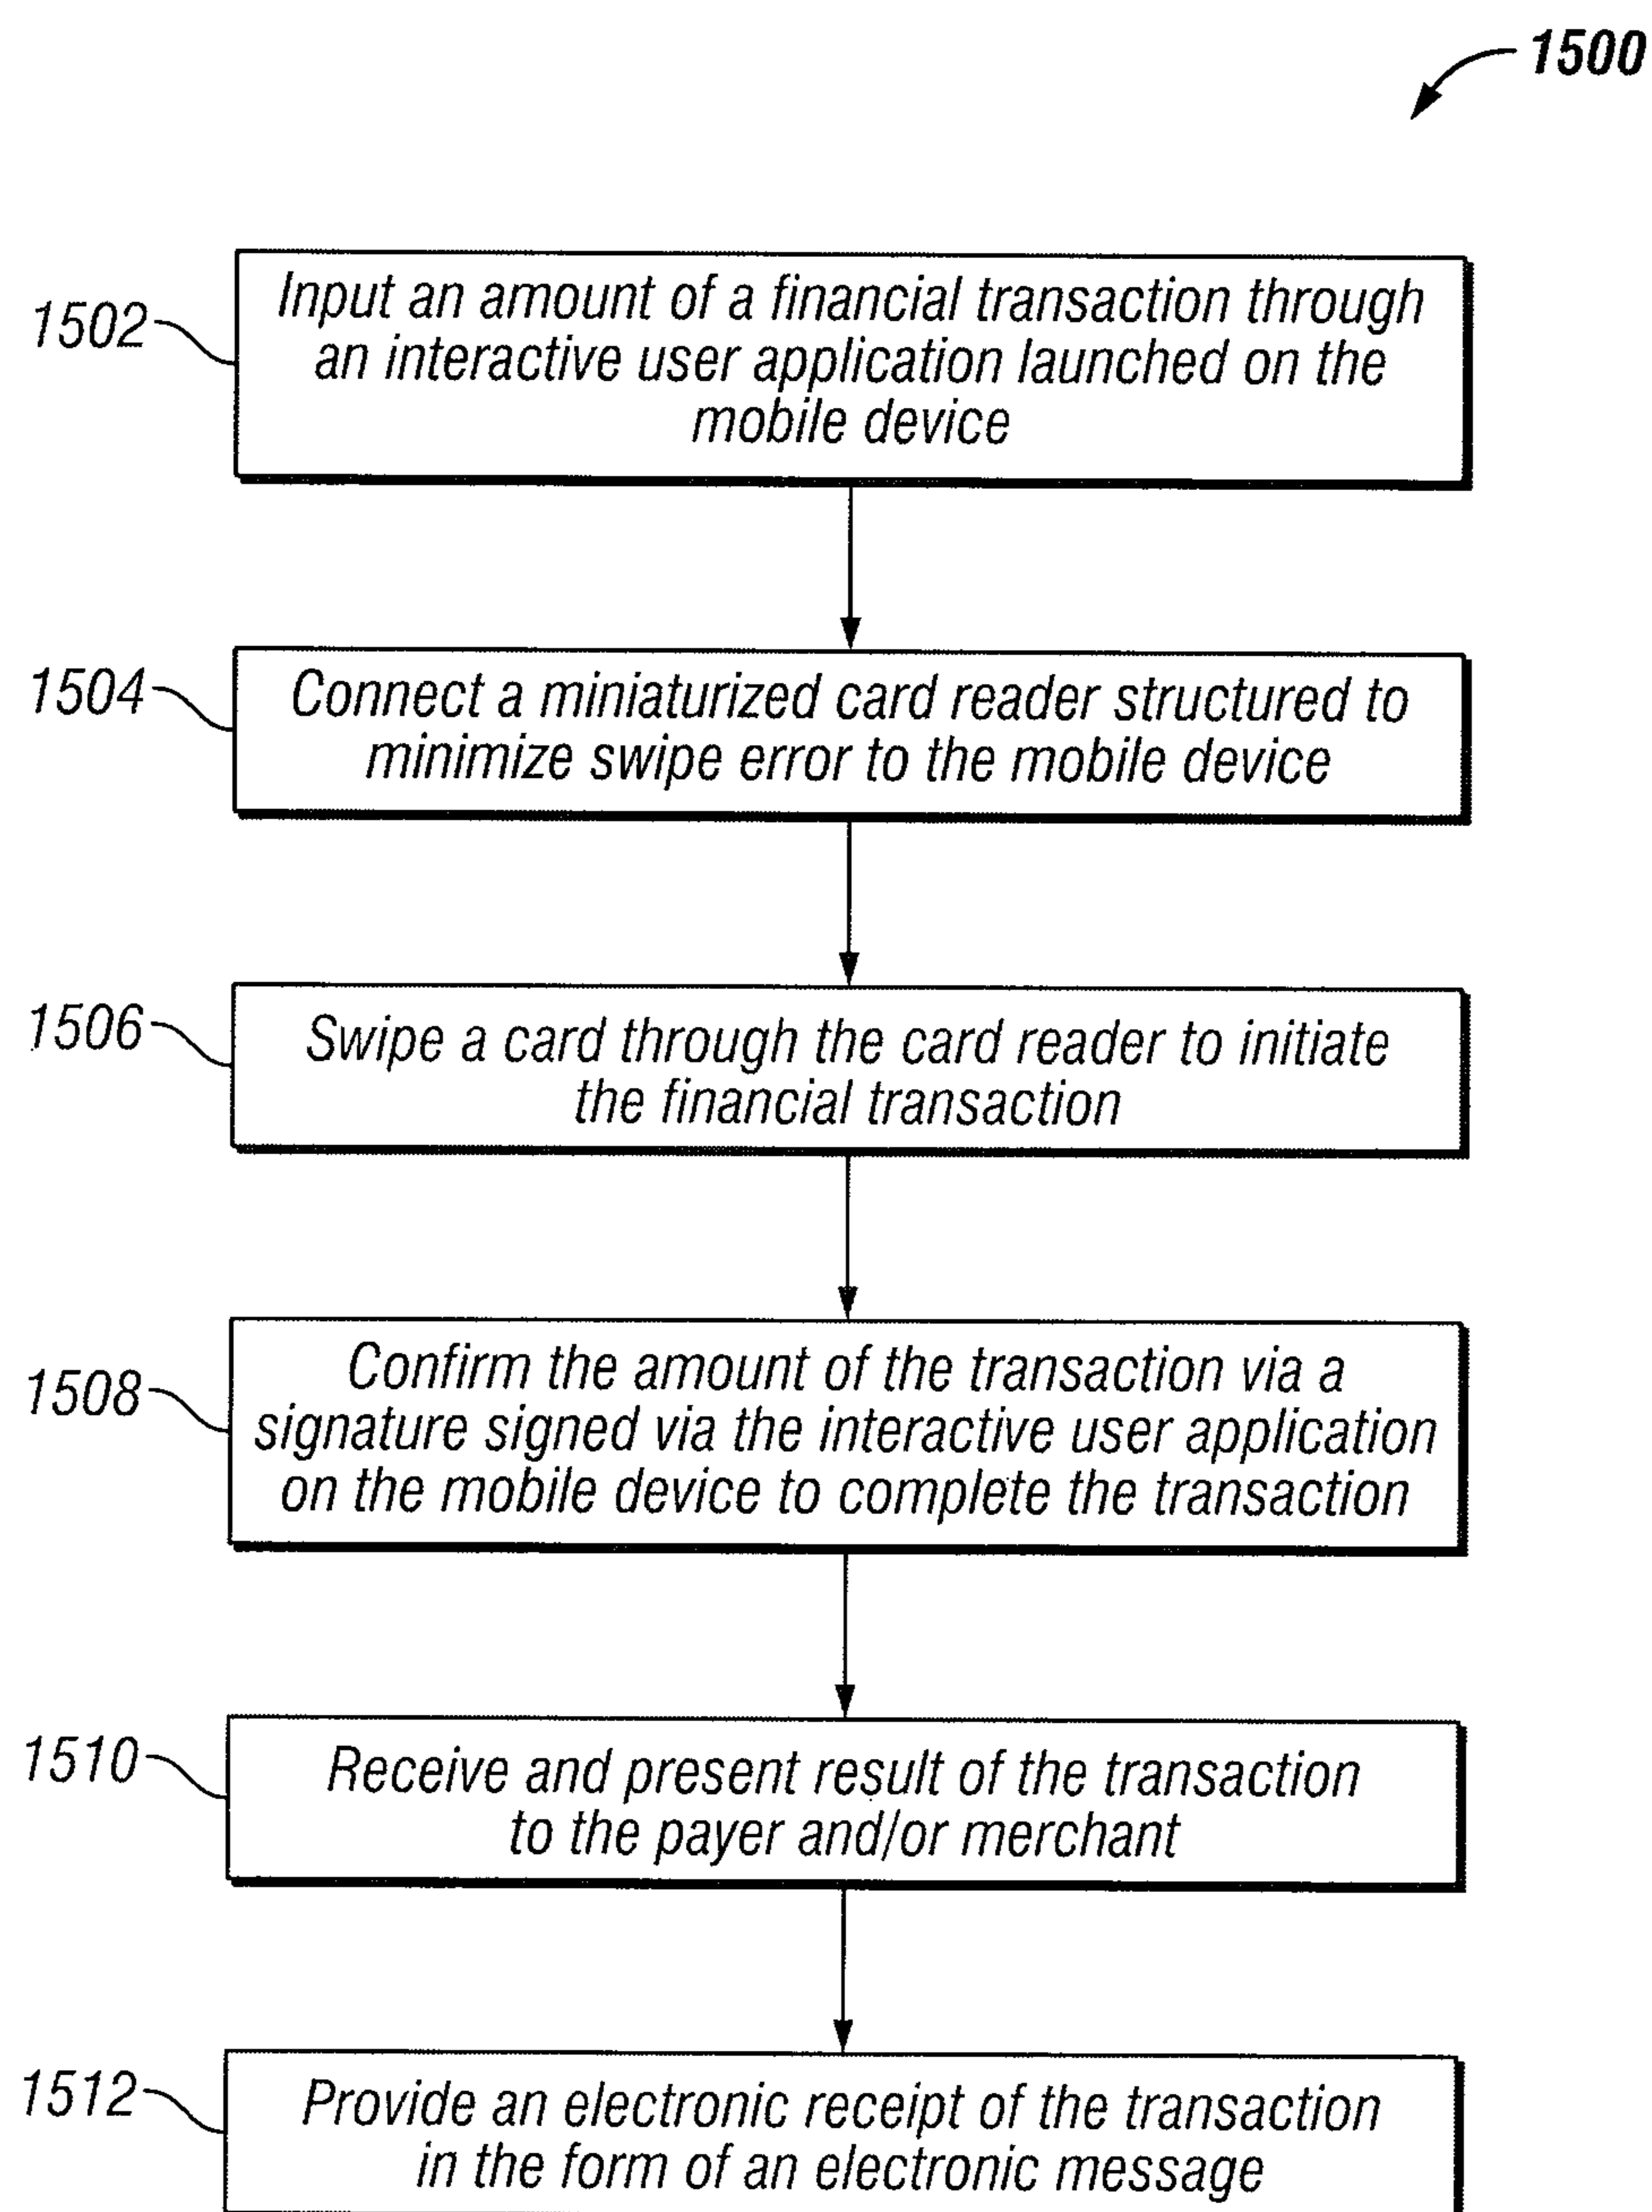 1500
1502
Input an amount of a financial transaction through
an interactive user application launched on the
mobile device
1504
Connect a miniaturized card reader structured to
minimize swipe error to the mobile device
1506
Swipe a card through the card reader to initiate
the financial transaction
1508
Confirm the amount of the transaction via a
signature signed via the interactive user application
on the mobile device to complete the transaction
1510
Receive and present result of the transaction
to the payer and/or merchant
1512
Provide an electronic receipt of the transaction
in the form of an electronic message